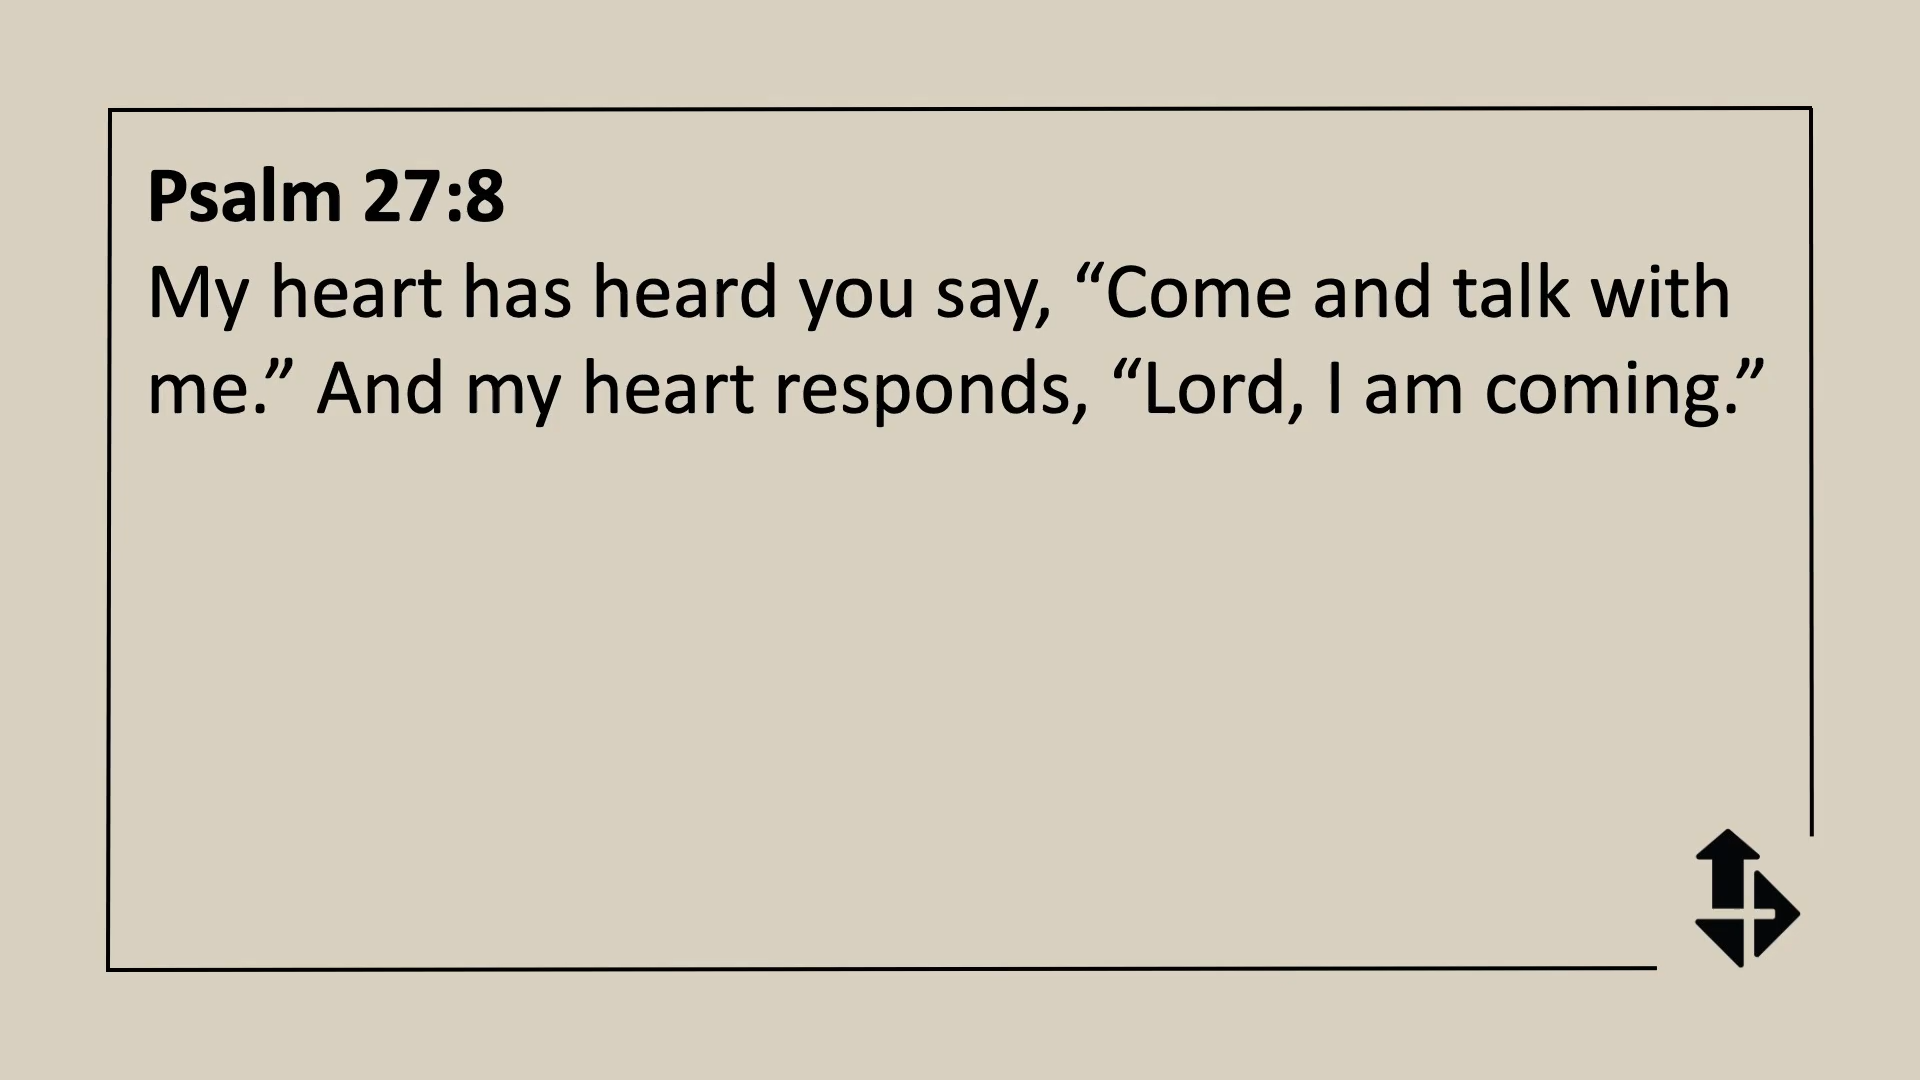 Psalm 27:8
My heart has heard you say, “Come and talk with
me.” And my heart responds, “Lord, I am coming.”